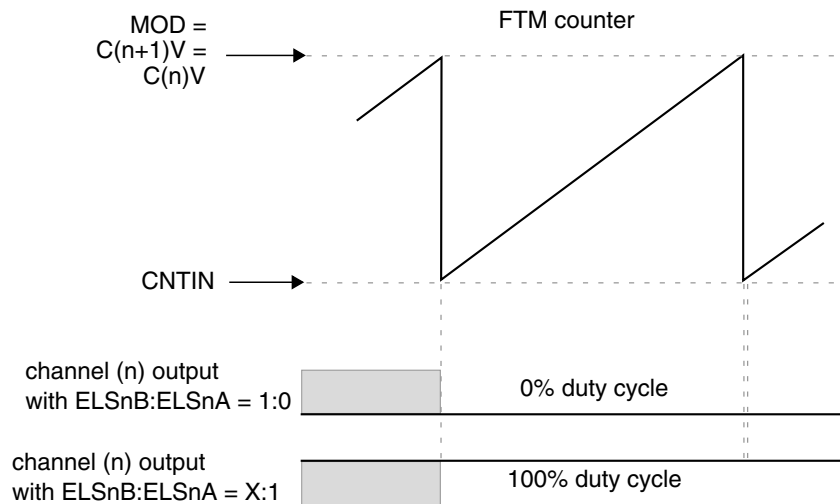 FTM counter
MOD =
C(n+1)V =
C(n)V
CNTIN
channel (n) output
with ELSnB:ELSnA = 1:0
0% duty cycle
channel (n) output
with ELSnB:ELSnA = X:1
100% duty cycle